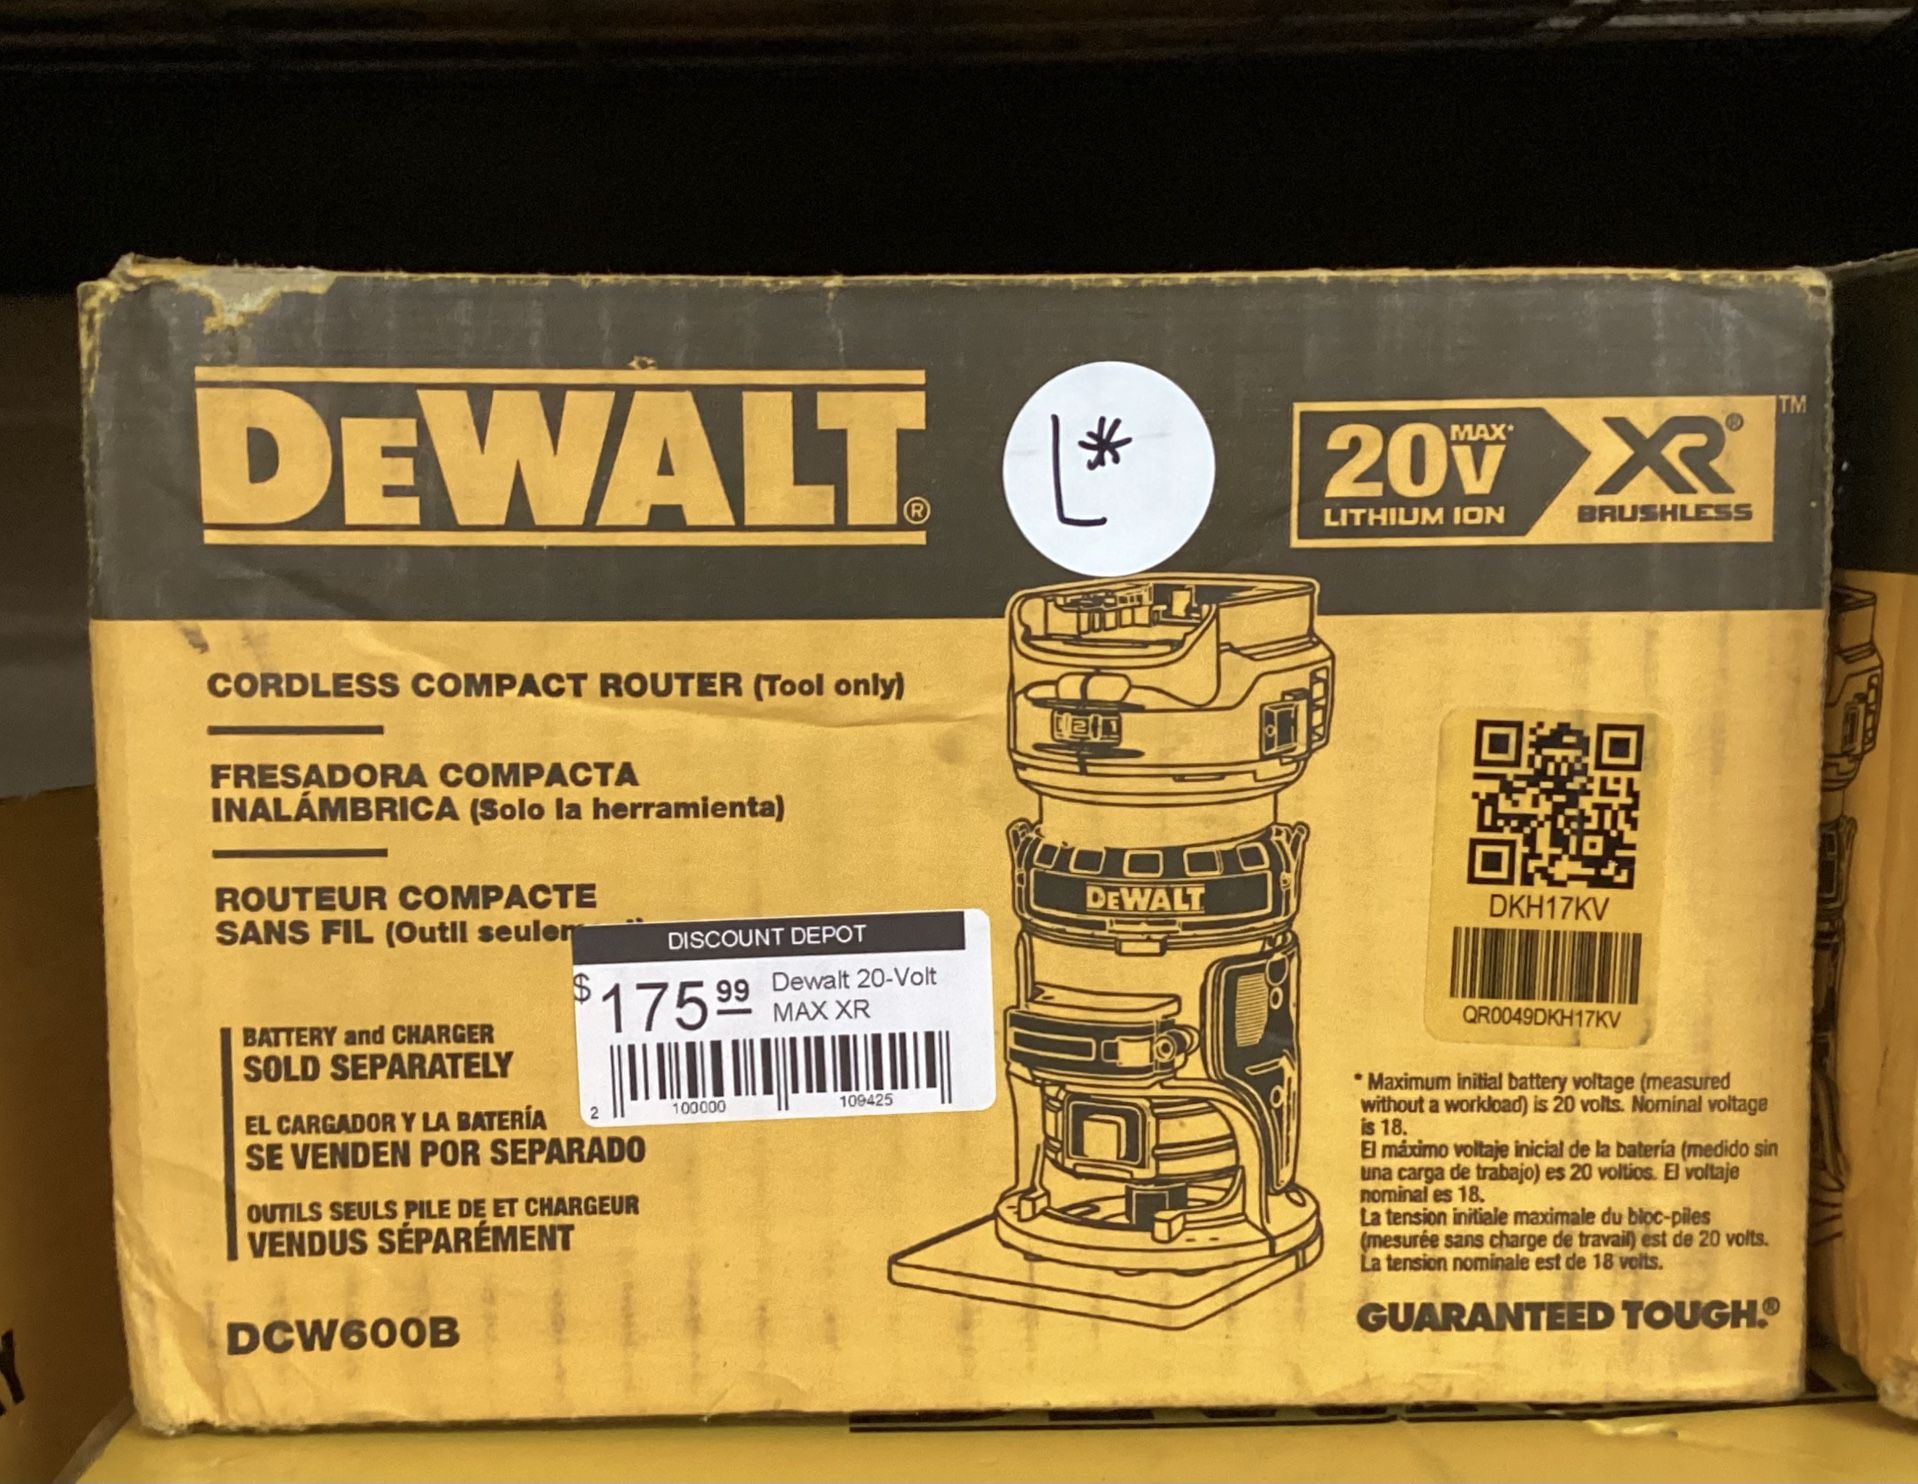 DEWALT®
L*
20V MAX* XR® TM
LITHIUM ION BRUSHLESS
CORDLESS COMPACT ROUTER (Tool only)
FRESADORA COMPACTA
INALÁMBRICA (Solo la herramienta)
ROUTEUR COMPACTE
SANS FIL (Outil
DISCOUNT DEPOT
$175.99 Dewalt 20-Volt
MAX XR
2 100000 109425
BATTERY and CHARGER
SOLD SEPARATELY
EL CARGADOR Y LA BATERÍA
SE VENDEN POR SEPARADO
OUTILS SEULS PILE DE ET CHARGEUR
VENDUS SÉPARÉMENT
DCW600B
DEWALT
DKH17KV
QR0049DKH17KV
* Maximum initial battery voltage (measured
without a workload) is 20 volts. Nominal voltage
is 18.
El máximo voltaje inicial de la batería (medido sin
una carga de trabajo) es 20 voltios. El voltaje
nominal es 18.
La tension initiale maximale du bloc-piles
(mesurée sans charge de travail) est de 20 volts.
La tension nominale est de 18 volts.
GUARANTEED TOUGH.®